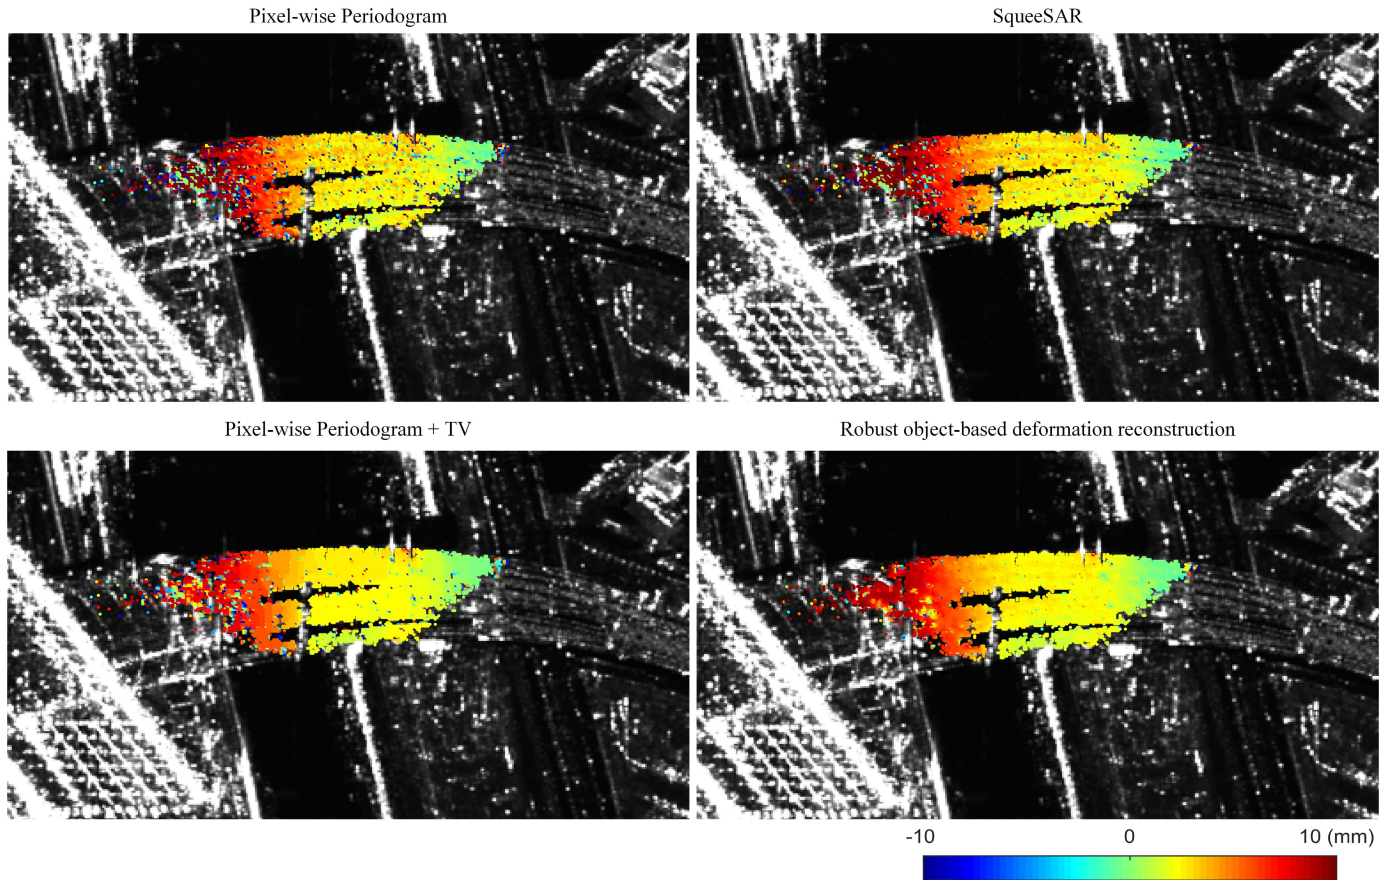 Pixel-wise Periodogram
SqueeSAR
Pixel-wise Periodogram + TV
Robust object-based deformation reconstruction
-10 0 10 (mm)